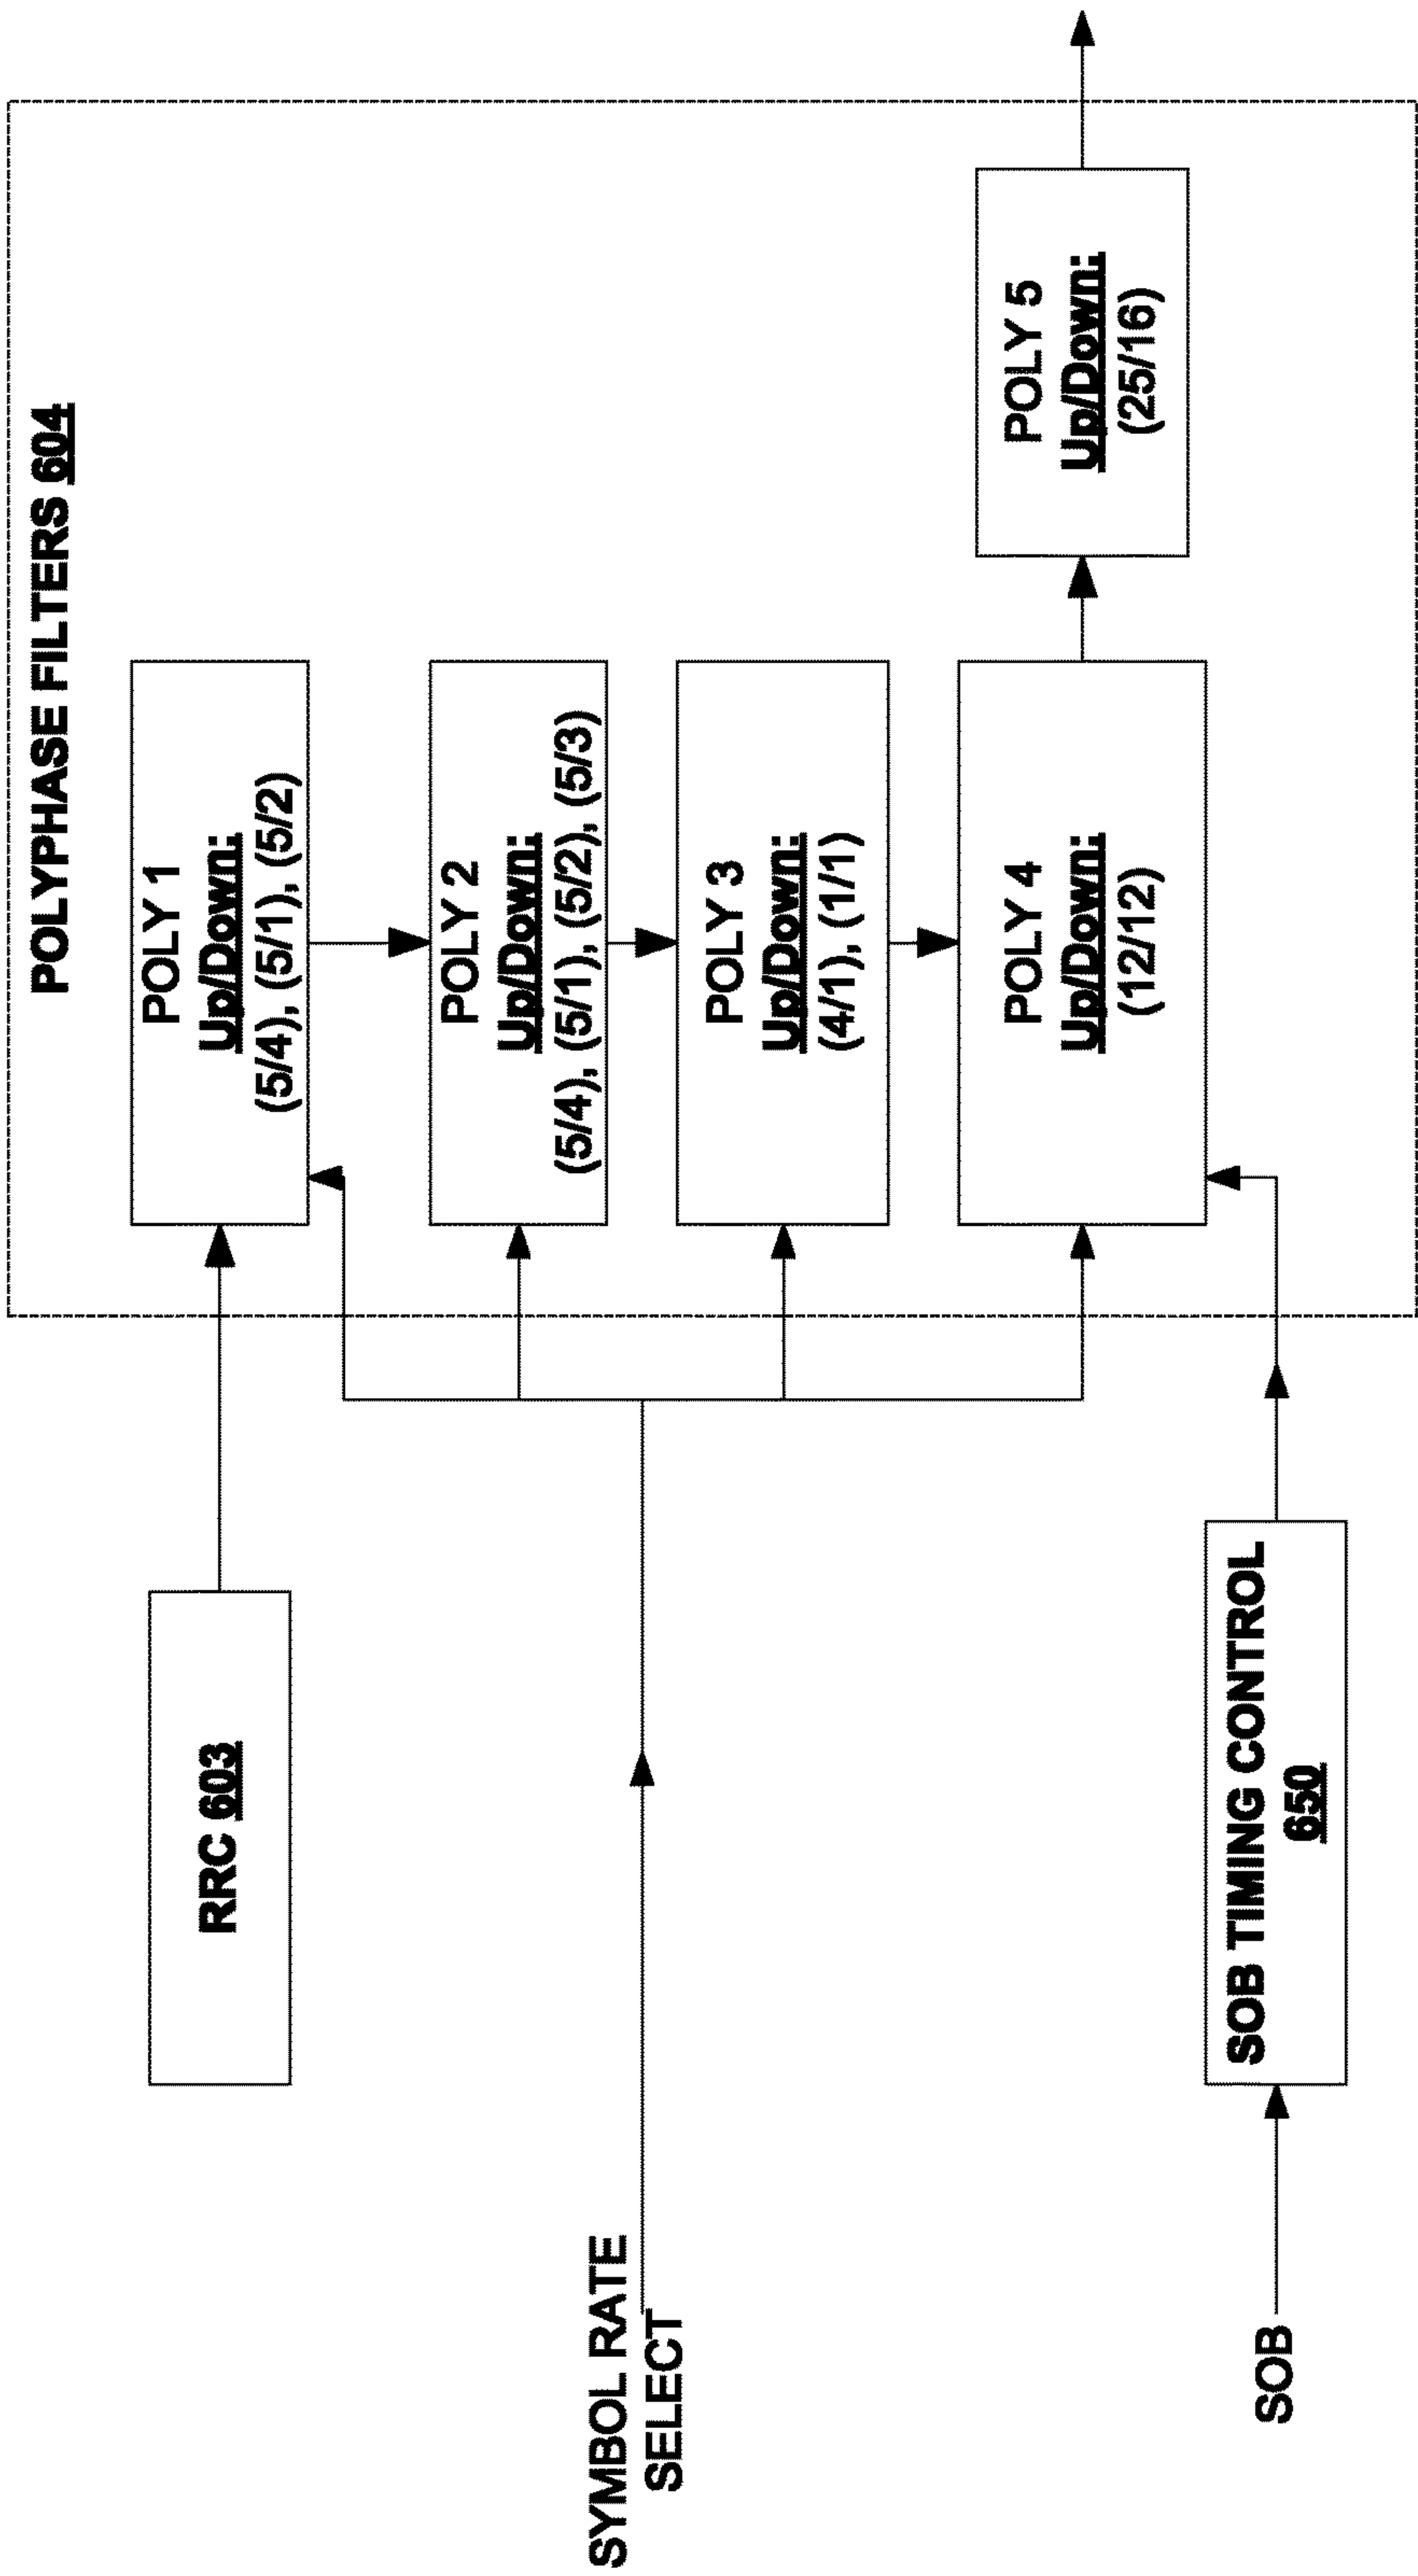 POLYPHASE FILTERS 604
RRC 603
POLY 1
Up/Down:
(5/4), (5/1), (5/2)
POLY 2
Up/Down:
(5/4), (5/1), (5/2), (5/3)
SYMBOL RATE
SELECT
POLY 3
Up/Down:
(4/1), (1/1)
POLY 4
Up/Down:
(12/12)
POLY 5
Up/Down:
(25/16)
SOB
SOB TIMING CONTROL
650